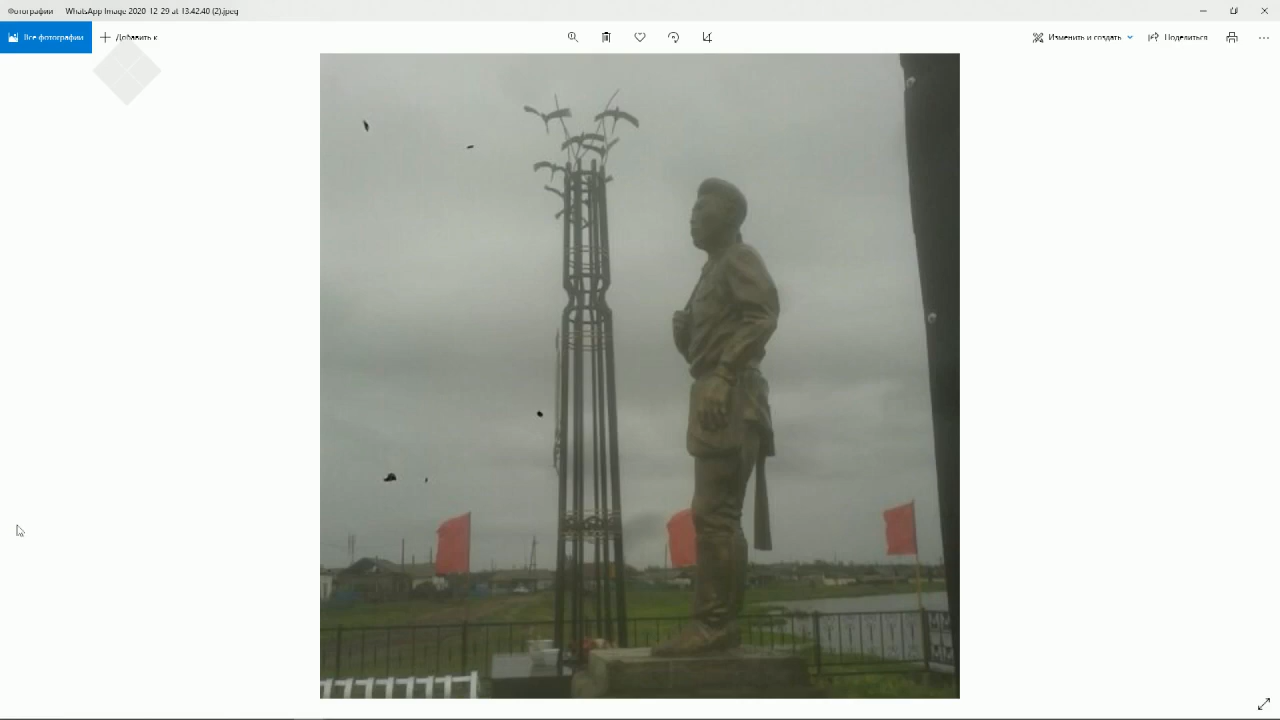 Фотографии - WhatsApp Image 2020-12-29 at 13.42.40 (2).jpeg
Все фотографии
Добавить к
Изменить и создать
Поделиться